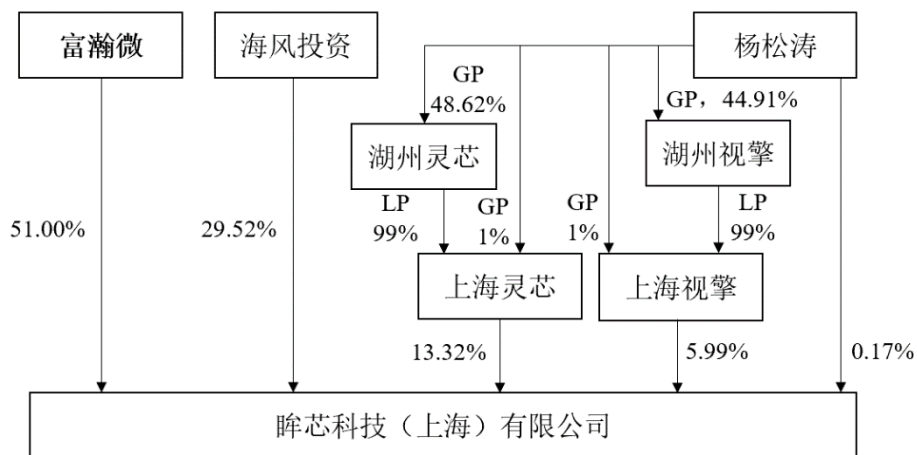 富瀚微
海风投资
杨松涛
GP
48.62%
GP，44.91%
湖州灵芯
湖州视擎
LP
99%
GP
1%
GP
1%
LP
99%
51.00%
29.52%
上海灵芯
上海视擎
13.32%
5.99%
0.17%
眸芯科技（上海）有限公司